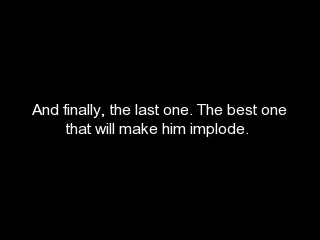 And finally, the last one. The best one
that will make him implode.